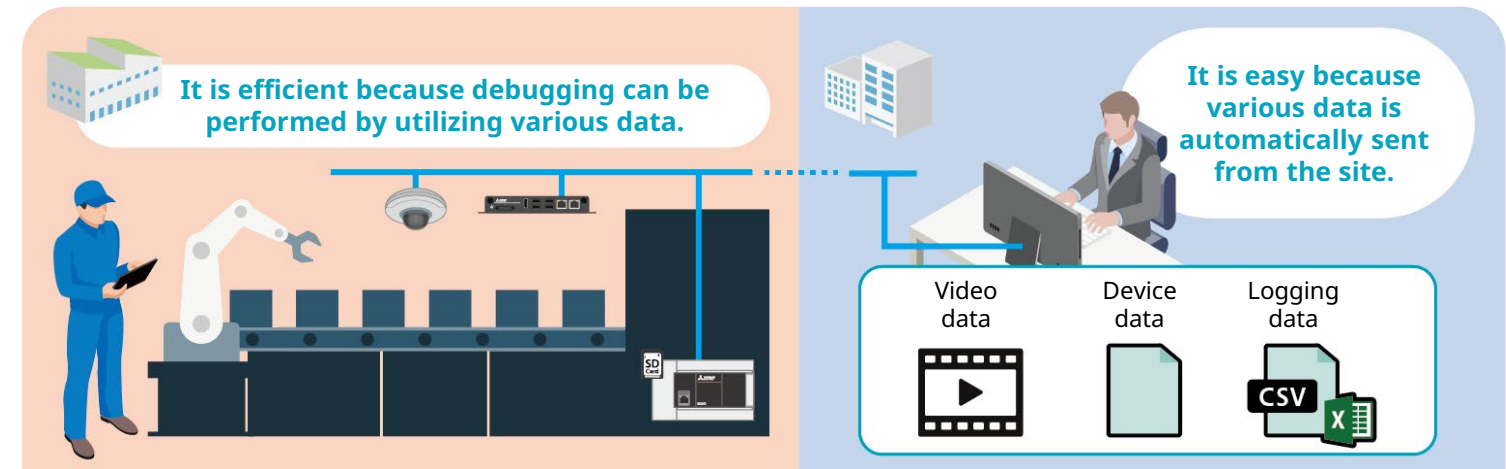 It is efficient because debugging can be
performed by utilizing various data.
It is easy because
various data is
automatically sent
from the site.
SD
Card
Video
data
Device
data
Logging
data
CSV
X